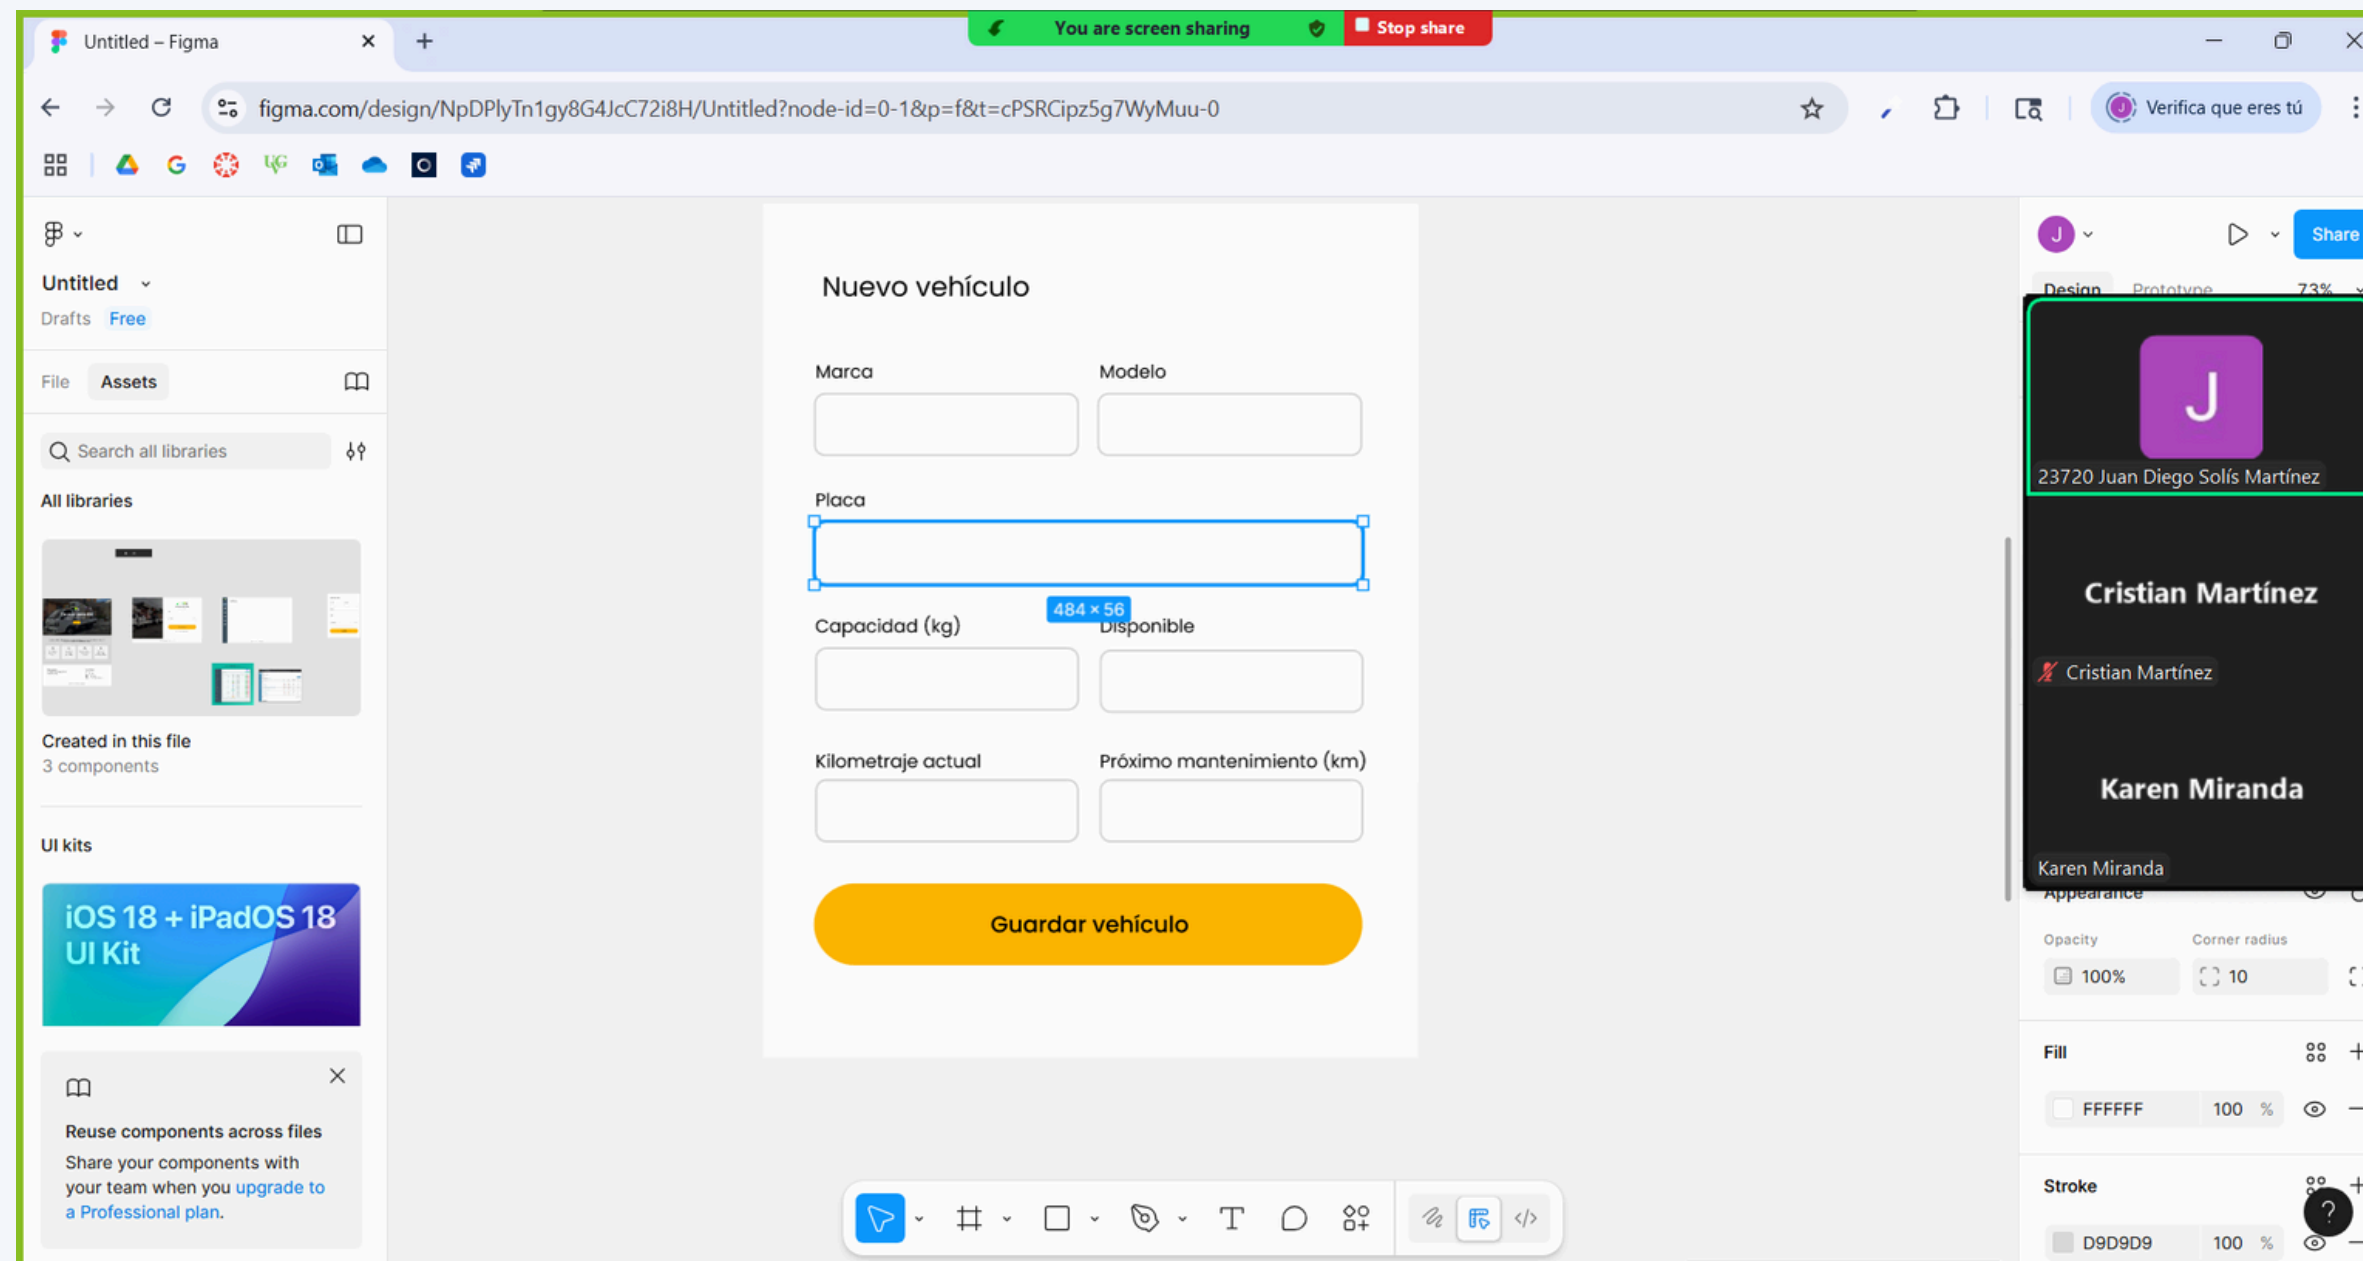 You are screen sharing
Stop share
Untitled – Figma
figma.com/design/NpDPlyTn1gy8G4JcC72i8H/Untitled?node-id=0-1&p=f&t=cPSRCipz5g7WyMuu-0
Verifica que eres tú
Untitled
Drafts Free
File Assets
Search all libraries
All libraries
Created in this file
3 components
UI kits
iOS 18 + iPadOS 18
UI Kit
Reuse components across files
Share your components with
your team when you upgrade to
a Professional plan.
Nuevo vehículo
Marca Modelo
Placa
484 × 56
Capacidad (kg) Disponible
Kilometraje actual Próximo mantenimiento (km)
Guardar vehículo
J
Share
Design Prototype 73%
J
23720 Juan Diego Solís Martínez
Cristian Martínez
Cristian Martínez
Karen Miranda
Karen Miranda
Appearance
Opacity Corner radius
100% 10
Fill
FFFFFF 100 %
Stroke
D9D9D9 100 %